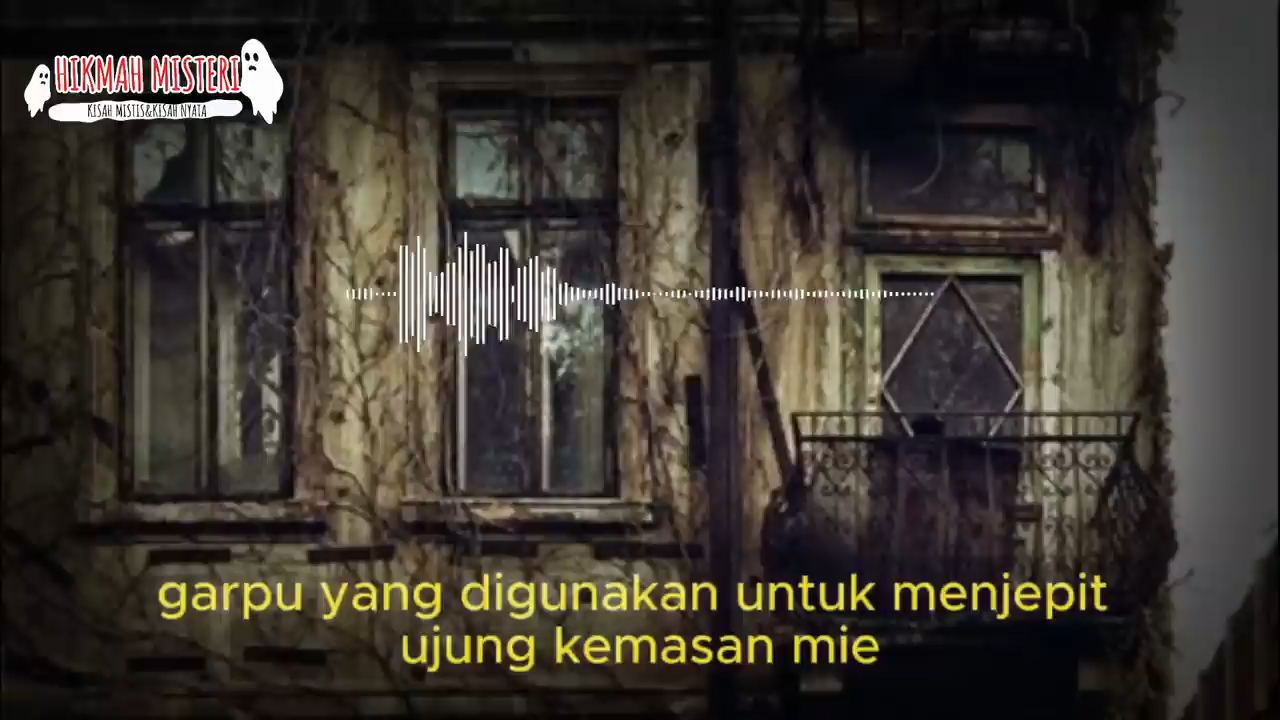 HIKMAH MISTERI
KISAH MISTIS&KISAH NYATA
garpu yang digunakan untuk menjepit
ujung kemasan mie